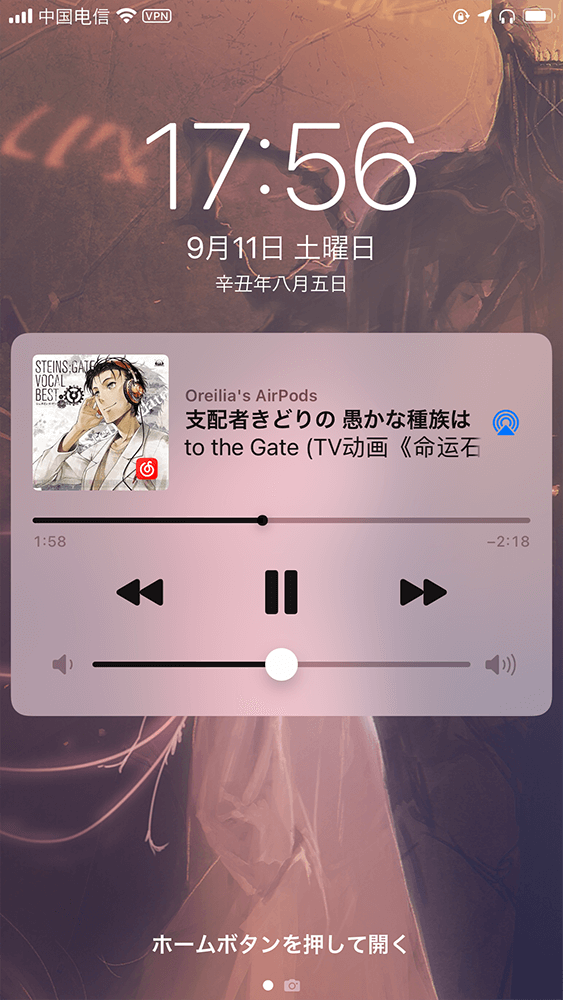 中国电信 VPN
17:56
9月11日 土曜日
辛丑年八月五日
STEINS;GATE
VOCAL
BEST
Oreilia's AirPods
支配者きどりの 愚かな種族は
to the Gate (TV动画《命运石
1:58
−2:18
ホームボタンを押して開く